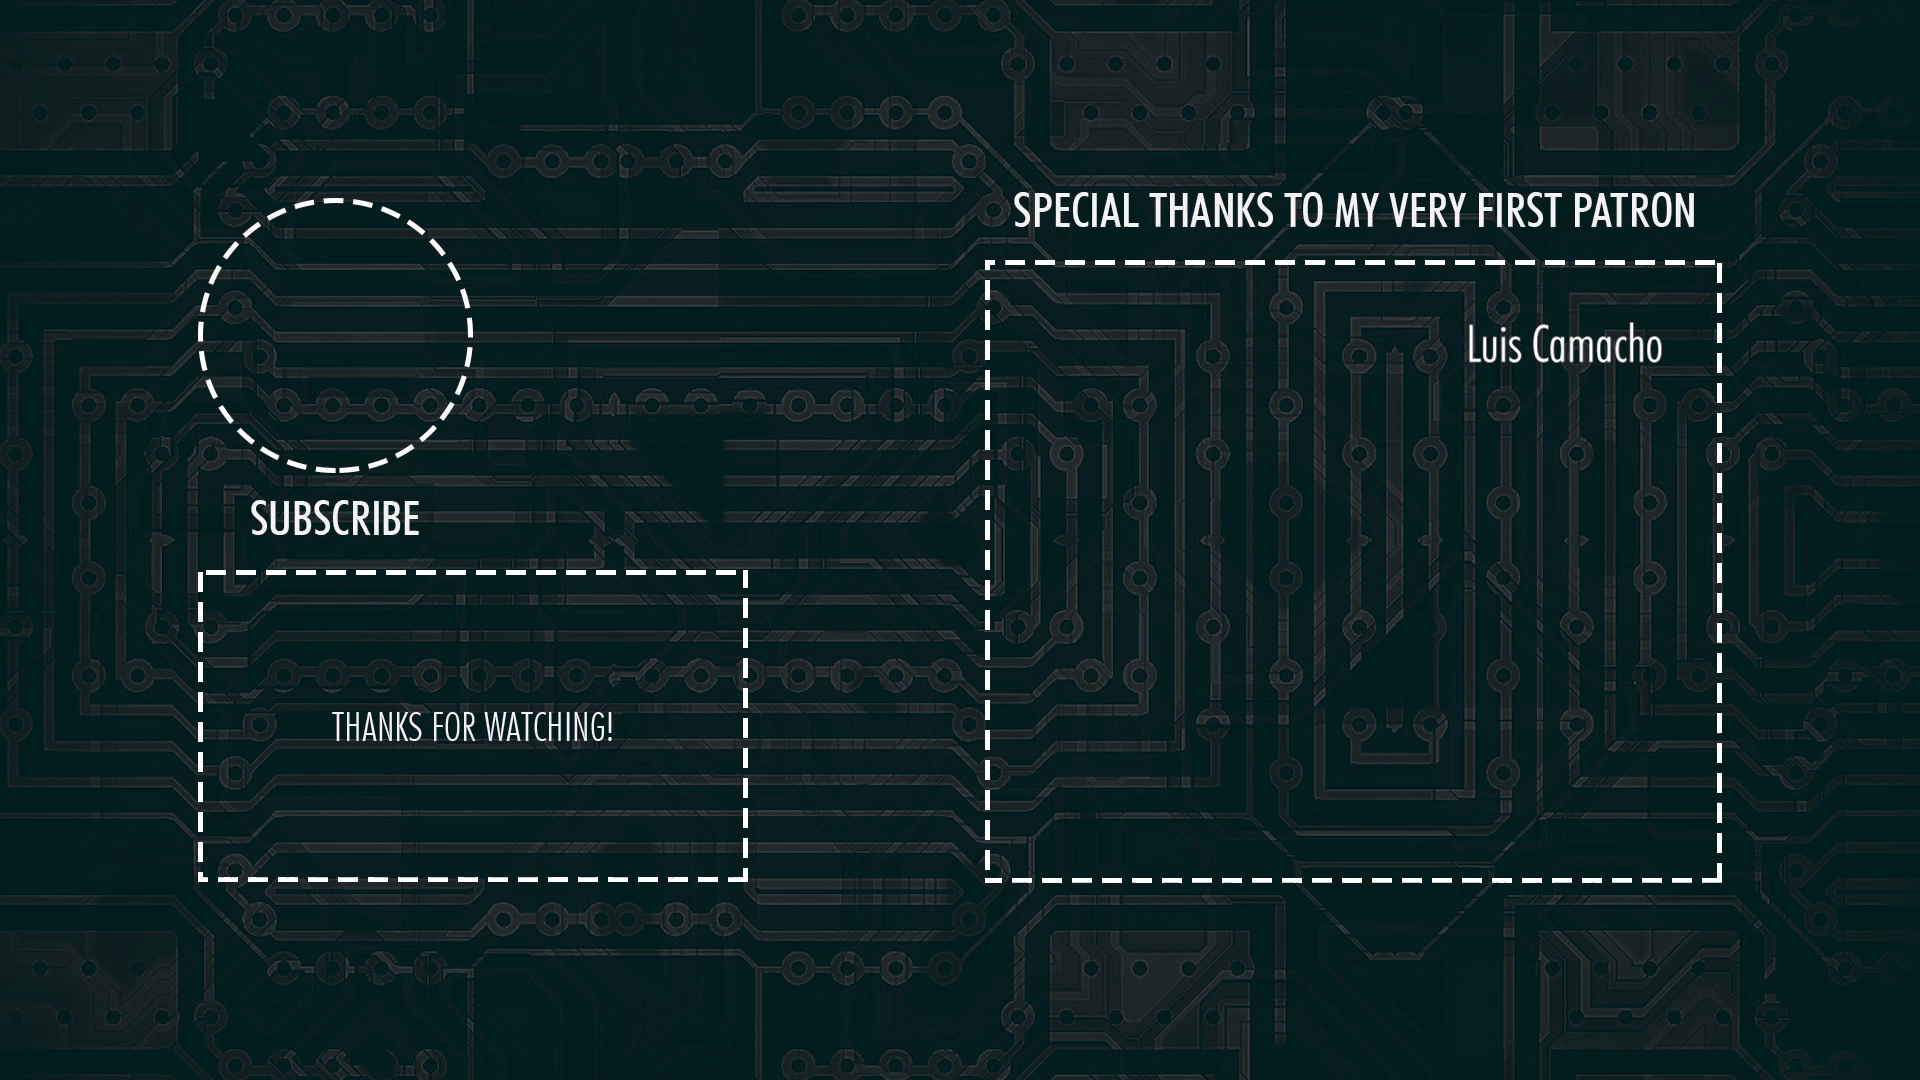 SPECIAL THANKS TO MY VERY FIRST PATRON
Luis Camacho
SUBSCRIBE
THANKS FOR WATCHING!